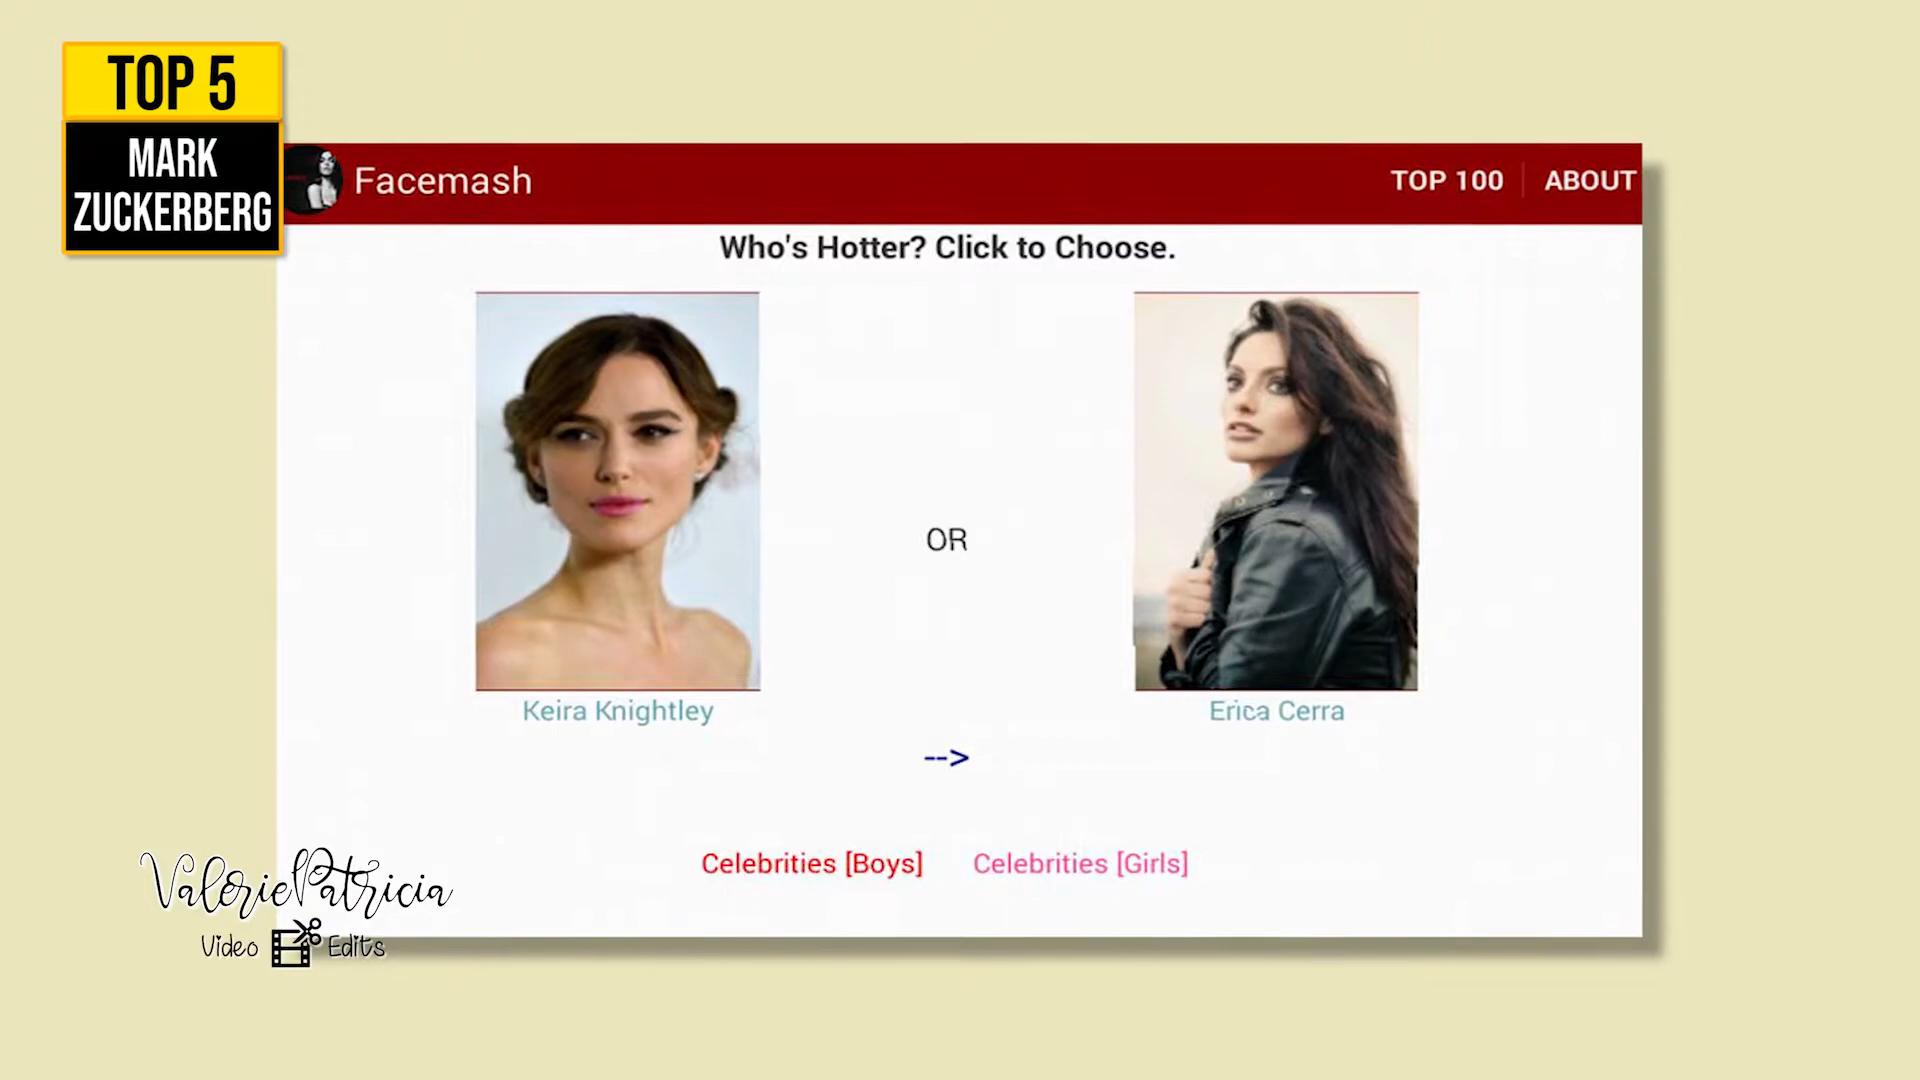 TOP 5
MARK
ZUCKERBERG
Facemash
TOP 100
ABOUT
Who's Hotter? Click to Choose.
OR
Keira Knightley
Erica Cerra
-->
Celebrities [Boys]
Celebrities [Girls]
ValeriePatricia
Video Edits